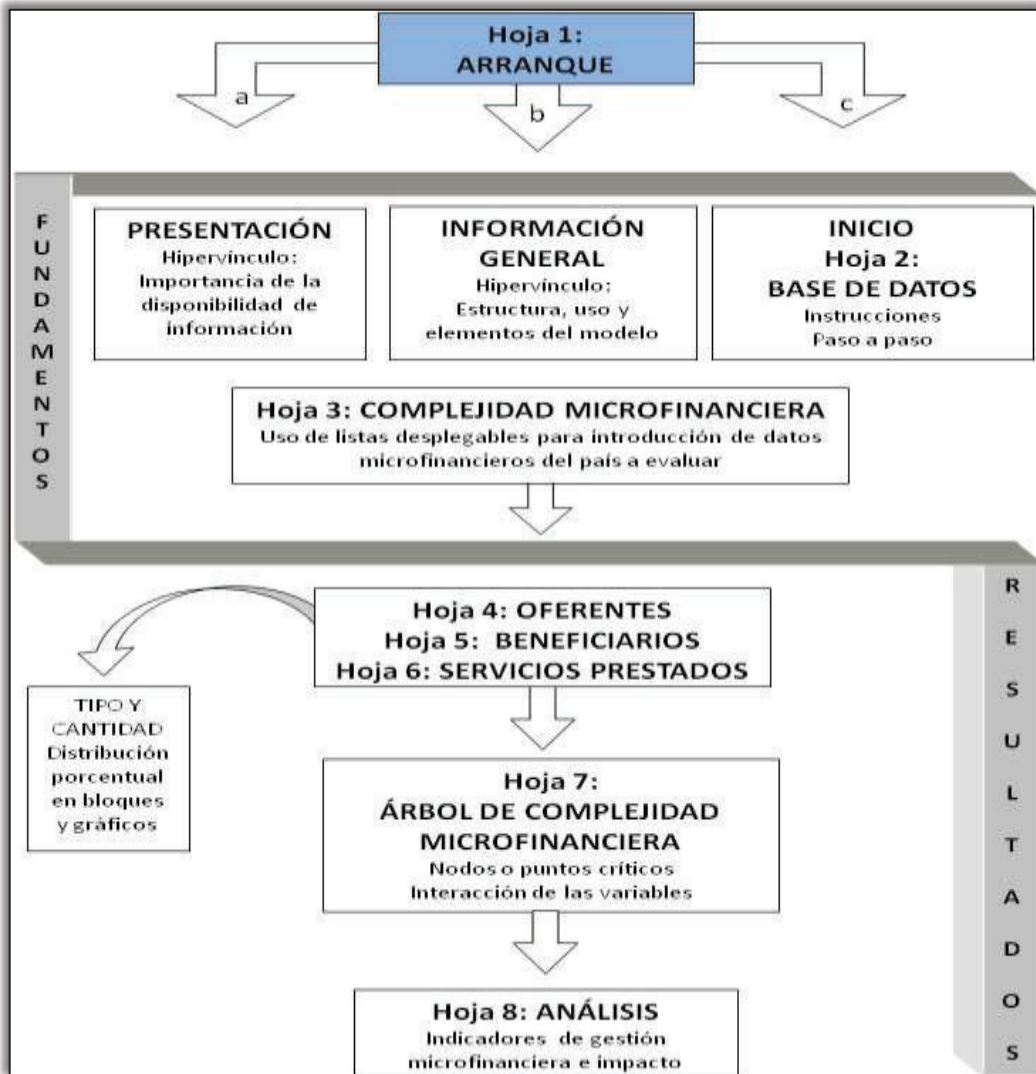 Hoja 1:
ARRANQUE
a
b
c
FUNDAMENTOS
PRESENTACIÓN
Hipervínculo:
Importancia de la
disponibilidad de
información
INFORMACIÓN
GENERAL
Hipervínculo:
Estructura, uso y
elementos del modelo
INICIO
Hoja 2:
BASE DE DATOS
Instrucciones
Paso a paso
Hoja 3: COMPLEJIDAD MICROFINANCIERA
Uso de listas desplegables para introducción de datos
microfinancieros del país a evaluar
RESULTADOS
Hoja 4: OFERENTES
Hoja 5: BENEFICIARIOS
Hoja 6: SERVICIOS PRESTADOS
TIPO Y
CANTIDAD
Distribución
porcentual
en bloques
y gráficos
Hoja 7:
ÁRBOL DE COMPLEJIDAD
MICROFINANCIERA
Nodos o puntos críticos
Interacción de las variables
Hoja 8: ANÁLISIS
Indicadores de gestión
microfinanciera e impacto